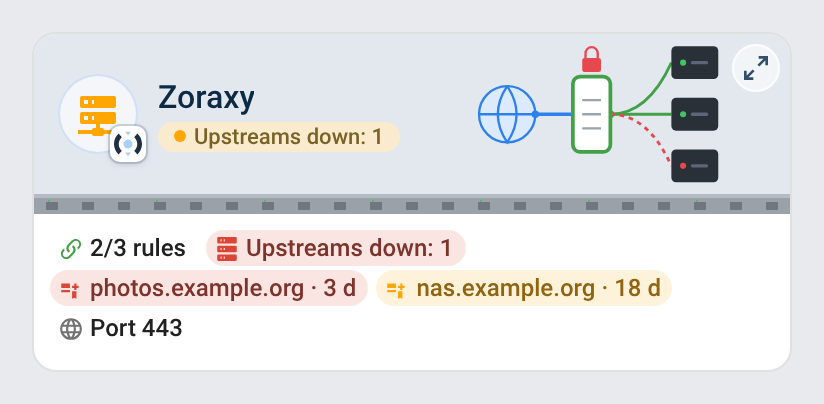 Zoraxy
Upstreams down: 1
2/3 rules Upstreams down: 1
photos.example.org · 3 d nas.example.org · 18 d
Port 443